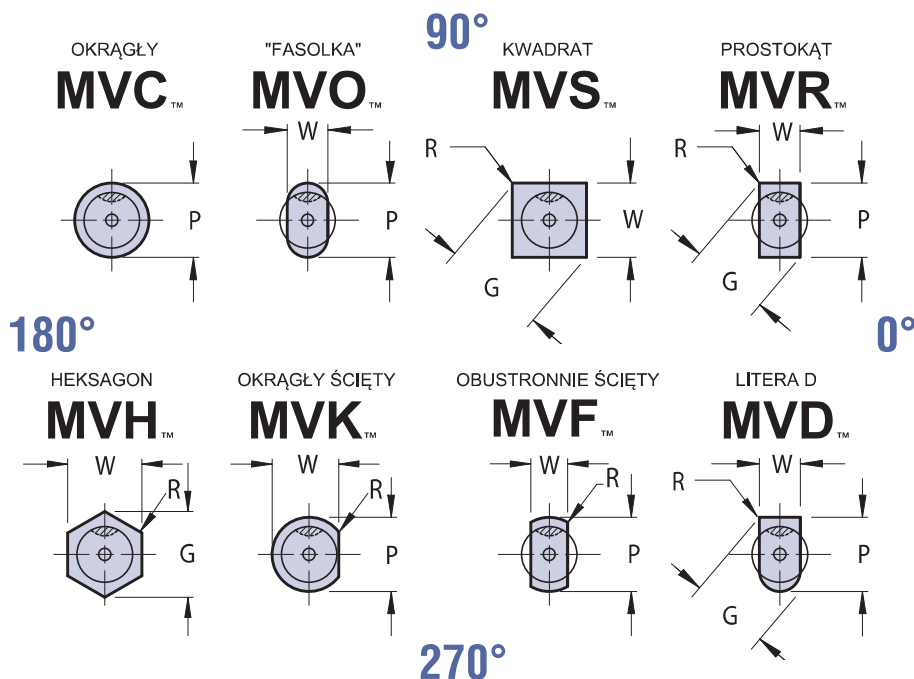 90°
OKRĄGŁY
MVC™
P
"FASOLKA"
MVO™
W
P
KWADRAT
MVS™
R
W
G
PROSTOKĄT
MVR™
W
R
P
G
180°
0°
HEKSAGON
MVH™
W
R
G
OKRĄGŁY ŚCIĘTY
MVK™
W
R
P
OBUSTRONNIE ŚCIĘTY
MVF™
W
R
P
LITERA D
MVD™
W
R
P
G
270°